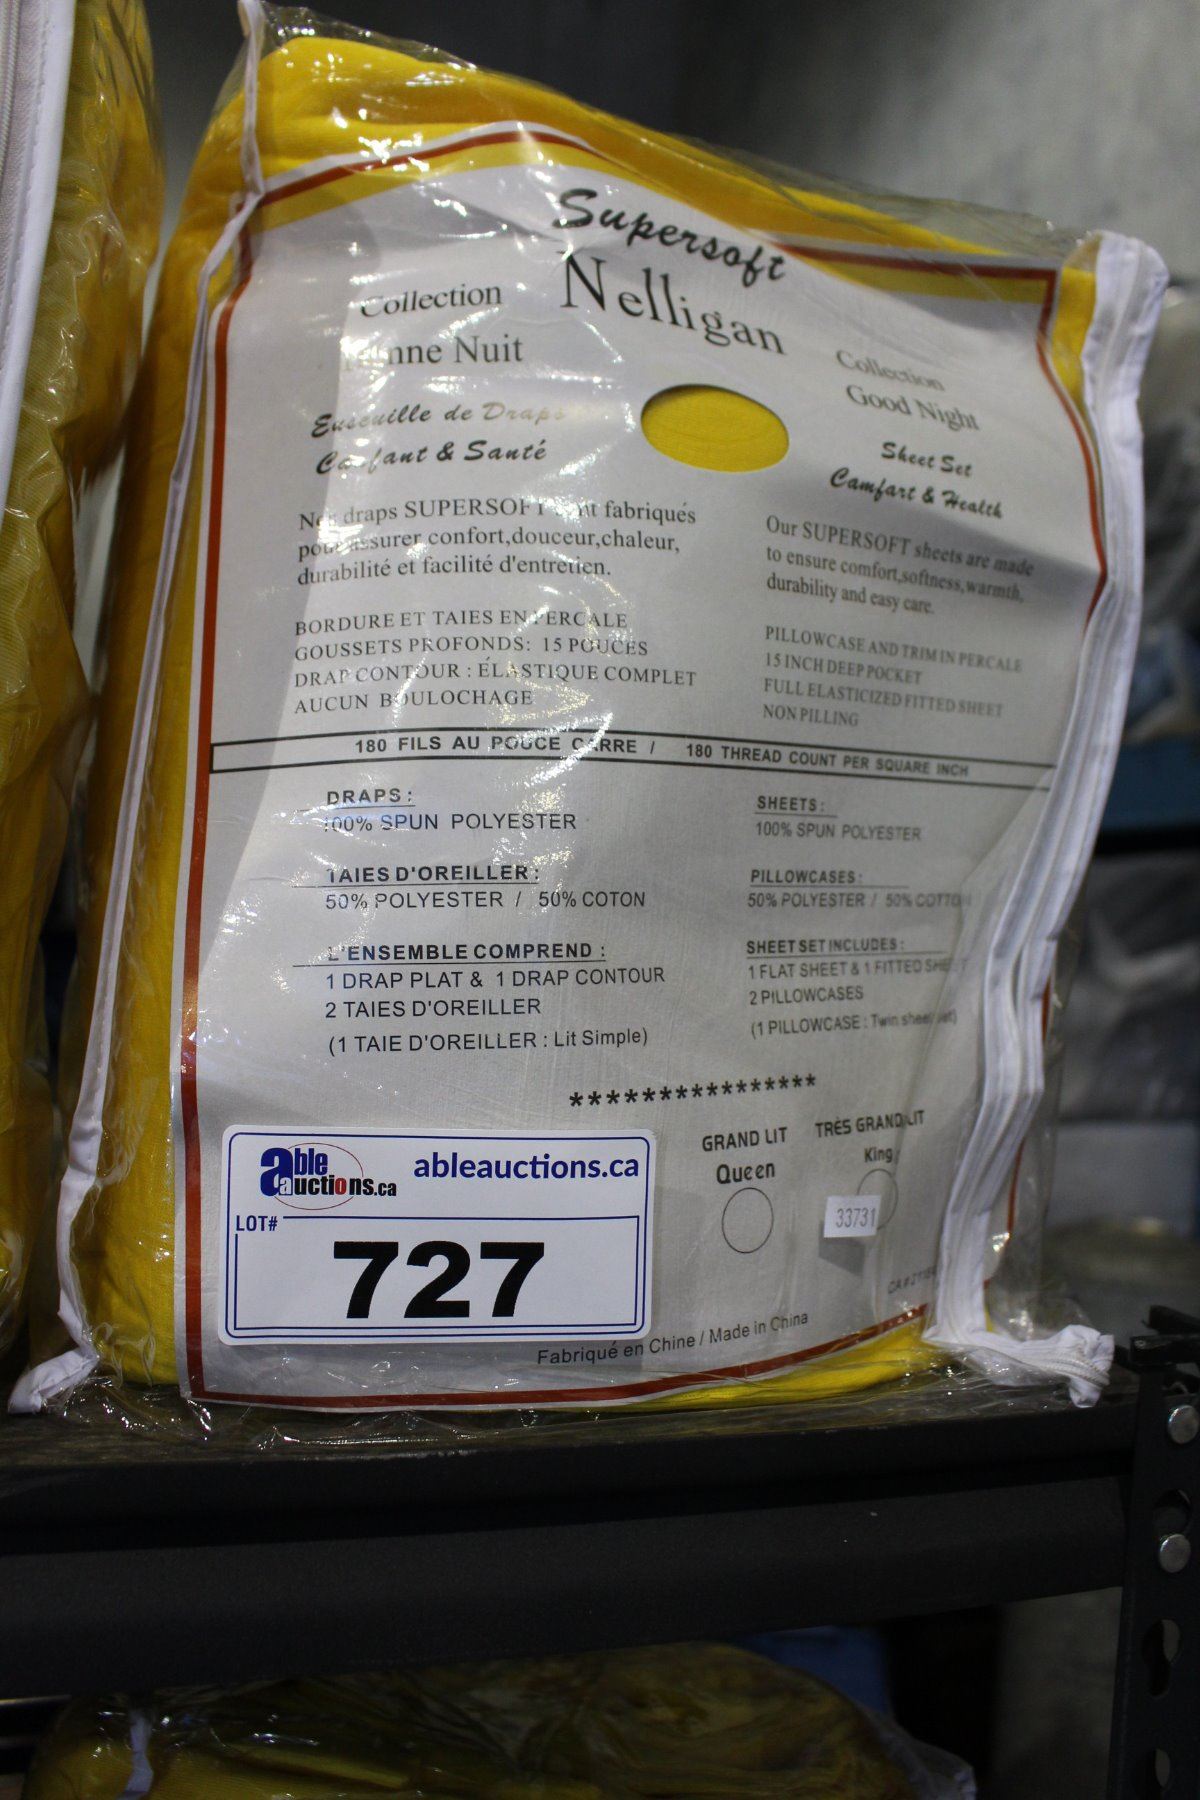 Supersoft
Nelligan
Collection
Nuit
de Draps
& Santé
Collection
Good Night
Sheet Set
Camfart & Health
draps SUPERSOFT fabriqués
assurer confort,douceur,chaleur,
durabilité et facilité d'entretien.
Our SUPERSOFT sheets are made
to ensure comfort,softness,warmth,
durability and easy care.
BORDURE ET TAIES EN PERCALE
GOUSSETS PROFONDS: 15 POUCES
DRAP CONTOUR : ÉLASTIQUE COMPLET
AUCUN BOULOCHAGE
PILLOWCASE AND TRIM IN PERCALE
15 INCH DEEP POCKET
FULL ELASTICIZED FITTED SHEET
NON PILLING
180 FILS AU POUCE CARRE / 180 THREAD COUNT PER SQUARE INCH
DRAPS:
100% SPUN POLYESTER
TAIES D'OREILLER:
50% POLYESTER / 50% COTON
L'ENSEMBLE COMPREND :
1 DRAP PLAT & 1 DRAP CONTOUR
2 TAIES D'OREILLER
(1 TAIE D'OREILLER : Lit Simple)
SHEETS:
100% SPUN POLYESTER
PILLOWCASES:
50% POLYESTER / 50% COTTON
SHEET SET INCLUDES:
1 FLAT SHEET & 1 FITTED SHEET
2 PILLOWCASES
(1 PILLOWCASE : Twin sheet set)
****************
GRAND LIT
Queen
TRÈS GRAND LIT
King
33731
able auctions.ca
ableauctions.ca
LOT#
727
Fabriqué en Chine / Made in China